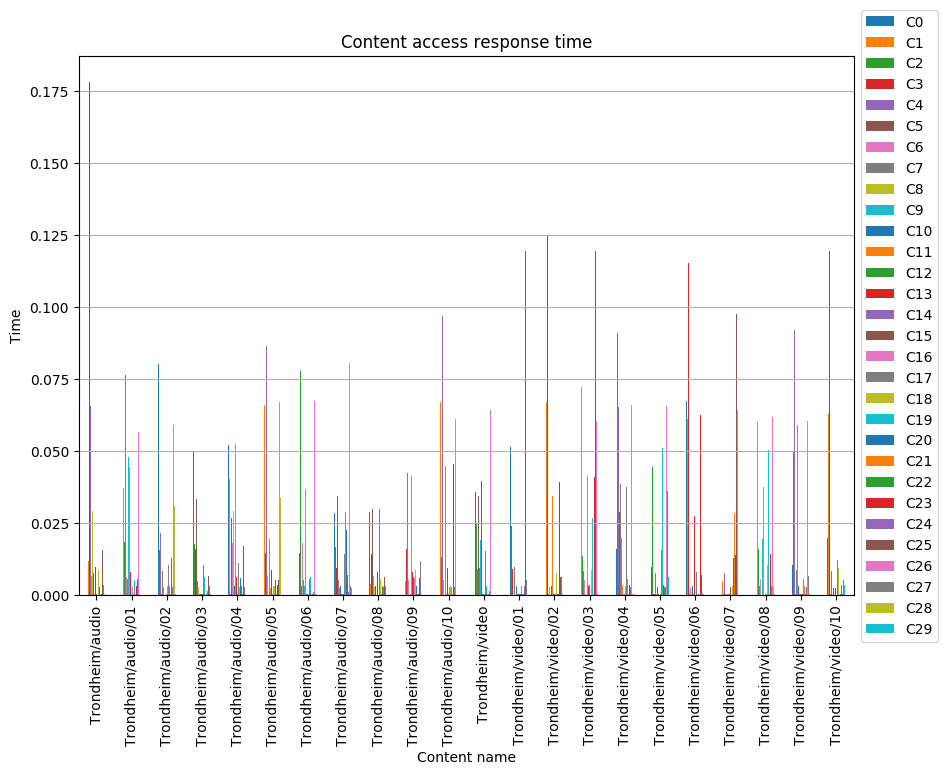 Content access response time
Time
0.175
0.150
0.125
0.100
0.075
0.050
0.025
0.000
Trondheim/audio
Trondheim/audio/01
Trondheim/audio/02
Trondheim/audio/03
Trondheim/audio/04
Trondheim/audio/05
Trondheim/audio/06
Trondheim/audio/07
Trondheim/audio/08
Trondheim/audio/09
Trondheim/audio/10
Trondheim/video
Trondheim/video/01
Trondheim/video/02
Trondheim/video/03
Trondheim/video/04
Trondheim/video/05
Trondheim/video/06
Trondheim/video/07
Trondheim/video/08
Trondheim/video/09
Trondheim/video/10
Content name
C0
C1
C2
C3
C4
C5
C6
C7
C8
C9
C10
C11
C12
C13
C14
C15
C16
C17
C18
C19
C20
C21
C22
C23
C24
C25
C26
C27
C28
C29